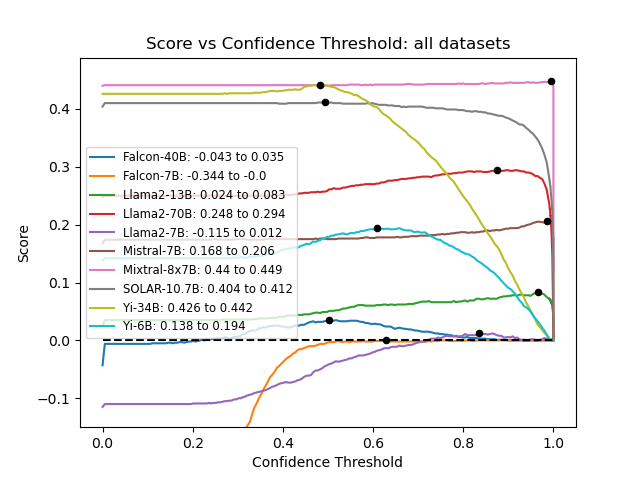 Score vs Confidence Threshold: all datasets
Score
0.4
0.3
0.2
0.1
0.0
−0.1
Falcon-40B: -0.043 to 0.035
Falcon-7B: -0.344 to -0.0
Llama2-13B: 0.024 to 0.083
Llama2-70B: 0.248 to 0.294
Llama2-7B: -0.115 to 0.012
Mistral-7B: 0.168 to 0.206
Mixtral-8x7B: 0.44 to 0.449
SOLAR-10.7B: 0.404 to 0.412
Yi-34B: 0.426 to 0.442
Yi-6B: 0.138 to 0.194
0.0 0.2 0.4 0.6 0.8 1.0
Confidence Threshold